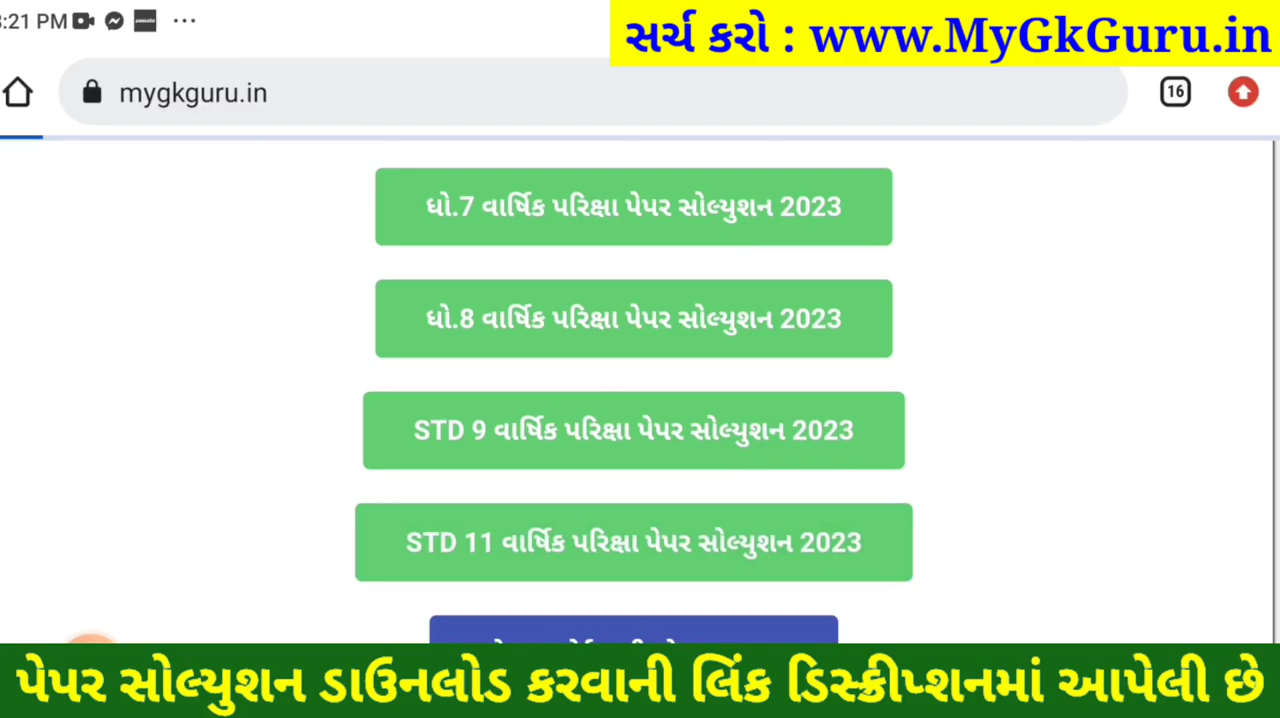 :21 PM
સર્ચ કરો : www.MyGkGuru.in
mygkguru.in
16
ધો.7 વાર્ષિક પરિક્ષા પેપર સોલ્યુશન 2023
ધો.8 વાર્ષિક પરિક્ષા પેપર સોલ્યુશન 2023
STD 9 વાર્ષિક પરિક્ષા પેપર સોલ્યુશન 2023
STD 11 વાર્ષિક પરિક્ષા પેપર સોલ્યુશન 2023
પેપર સોલ્યુશન ડાઉનલોડ કરવાની લિંક ડિસ્ક્રીપ્શનમાં આપેલી છે